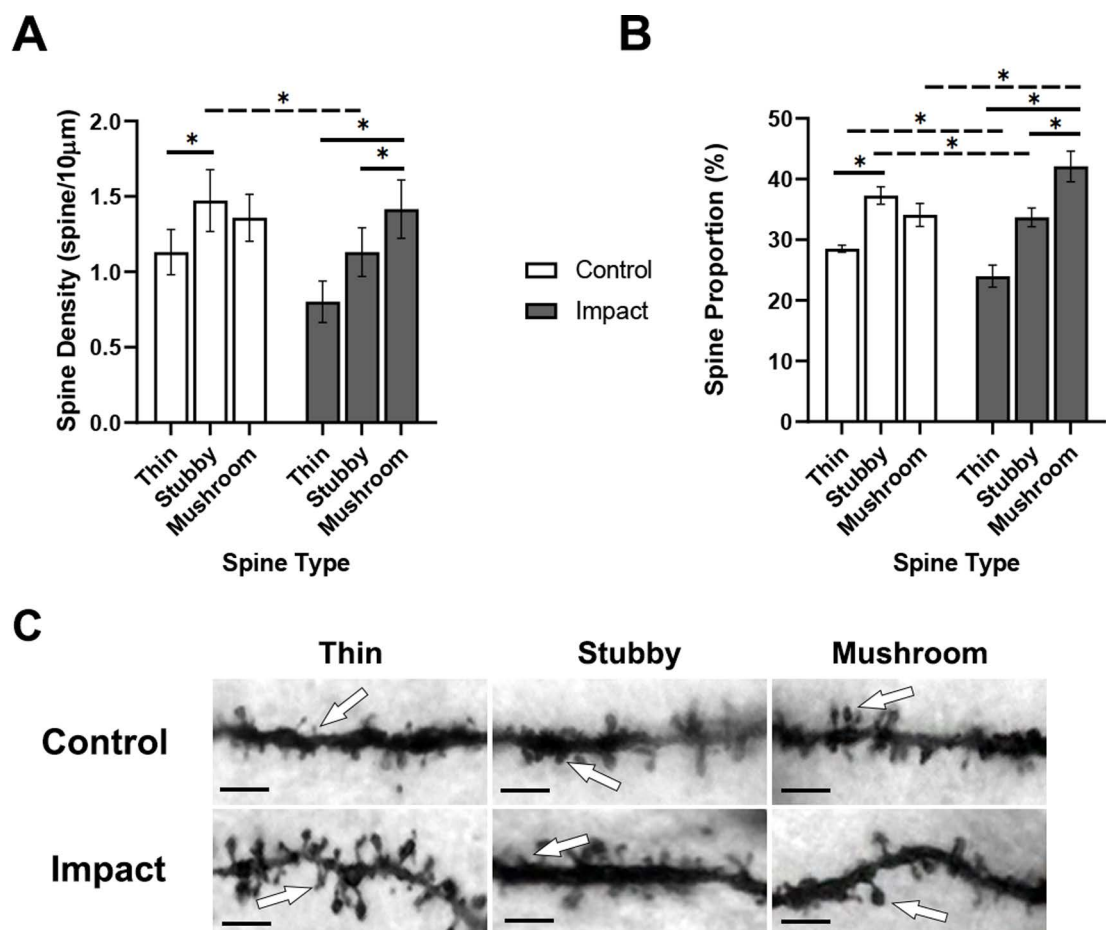 A
B
*
*
*
*
2.0
1.5
1.0
0.5
0.0
Spine Density (spine/10µm)
Thin
Stubby
Mushroom
Thin
Stubby
Mushroom
Spine Type
Control
Impact
*
*
*
*
*
*
50
40
30
20
10
0
Spine Proportion (%)
Thin
Stubby
Mushroom
Thin
Stubby
Mushroom
Spine Type
C
Thin
Stubby
Mushroom
Control
Impact